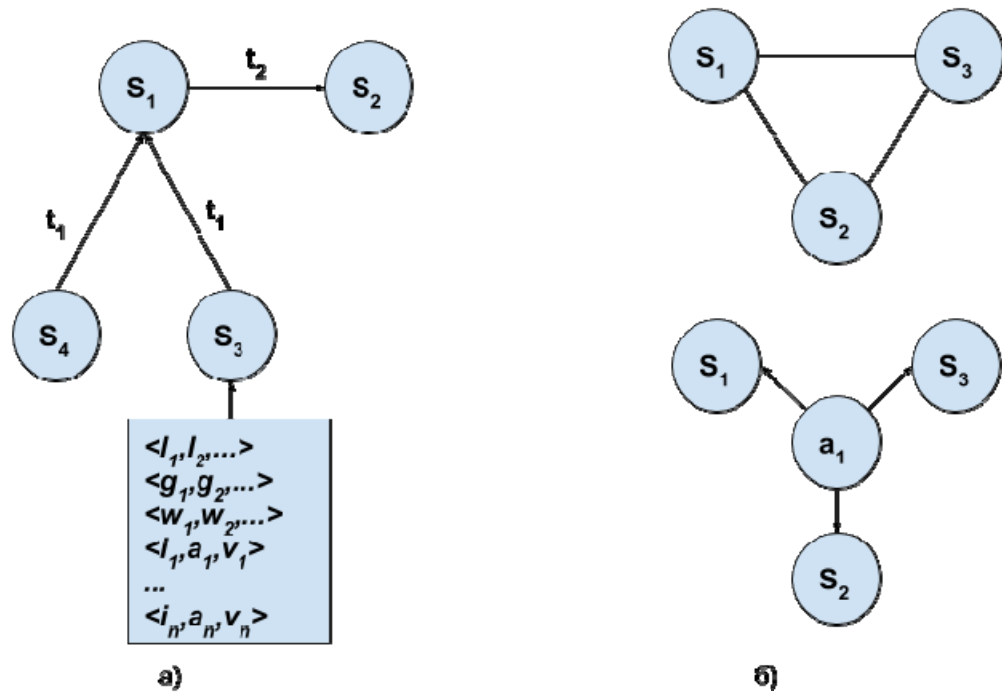 S₁
t₂
S₂
t₁
t₁
S₄
S₃
<l₁,l₂,...>
<g₁,g₂,...>
<w₁,w₂,...>
<l₁,a₁,v₁>
...
<iₙ,aₙ,vₙ>
а)
S₁
S₃
S₂
S₁
S₃
a₁
S₂
б)